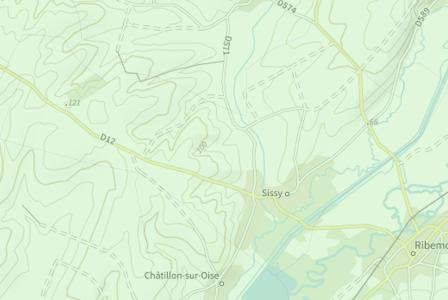 D574
D589
D571
121
68
D12
100
Sissy
Ribemo
Châtillon-sur-Oise